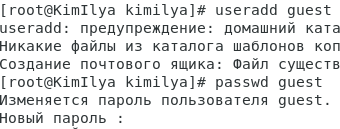 [root@KimIlya kimilya]# useradd guest
useradd: предупреждение: домашний ката
Никакие файлы из каталога шаблонов коп
Создание почтового ящика: Файл существ
[root@KimIlya kimilya]# passwd guest
Изменяется пароль пользователя guest.
Новый пароль :